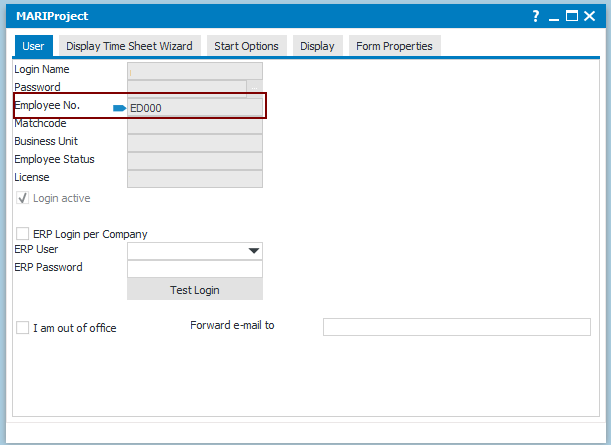 MARIProject ?
User Display Time Sheet Wizard Start Options Display Form Properties
Login Name
Password
Employee No. ED000
Matchcode
Business Unit
Employee Status
License
Login active
ERP Login per Company
ERP User
ERP Password
Test Login
I am out of office Forward e-mail to